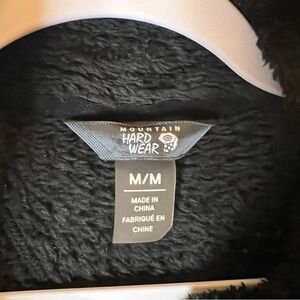 MOUNTAIN
HARD
WEAR
M/M
MADE IN
CHINA
FABRIQUÉ EN
CHINE